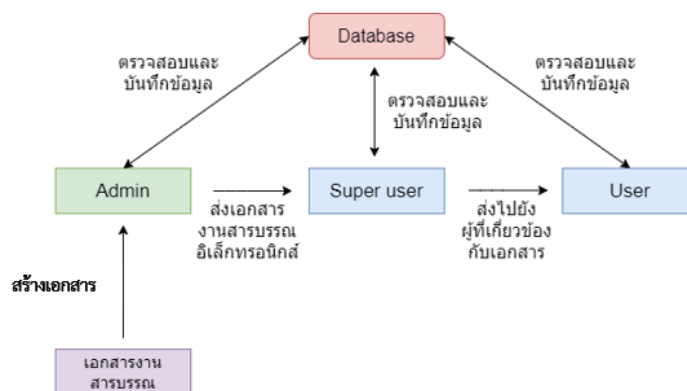 Database
ตรวจสอบและ
บันทึกข้อมูล
ตรวจสอบและ
บันทึกข้อมูล
ตรวจสอบและ
บันทึกข้อมูล
Admin
Super user
User
ส่งเอกสาร
งานสารบรรณ
อิเล็กทรอนิกส์
ส่งไปยัง
ผู้ที่เกี่ยวข้อง
กับเอกสาร
สร้างเอกสาร
เอกสารงาน
สารบรรณ